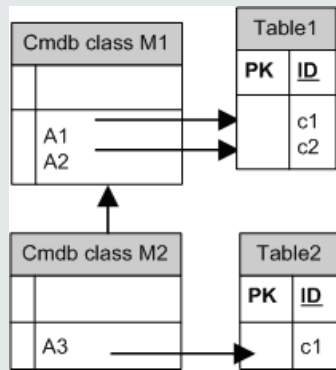 Cmdb class M1
A1
A2
Table1
PK ID
c1
c2
Cmdb class M2
A3
Table2
PK ID
c1